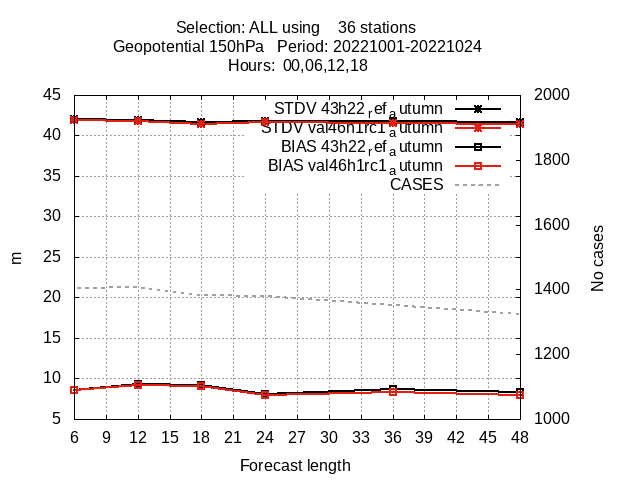 Selection: ALL using    36 stations
Geopotential 150hPa   Period: 20221001-20221024
Hours:  00,06,12,18
45
40
35
30
25
20
15
10
5
m
2000
1800
1600
1400
1200
1000
No cases
STDV 43h22_ref_autumn
STDV val46h1rc1_autumn
BIAS 43h22_ref_autumn
BIAS val46h1rc1_autumn
CASES
6 9 12 15 18 21 24 27 30 33 36 39 42 45 48
Forecast length